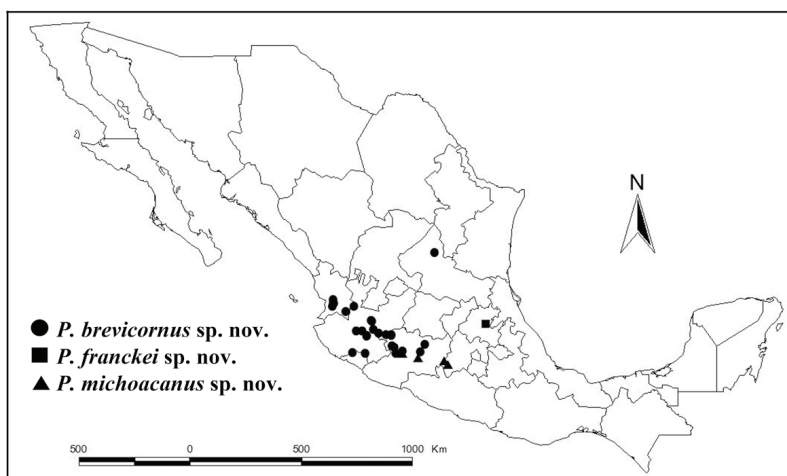 N
P. brevicornus sp. nov.
P. franckei sp. nov.
P. michoacanus sp. nov.
500 0 500 1000 Km